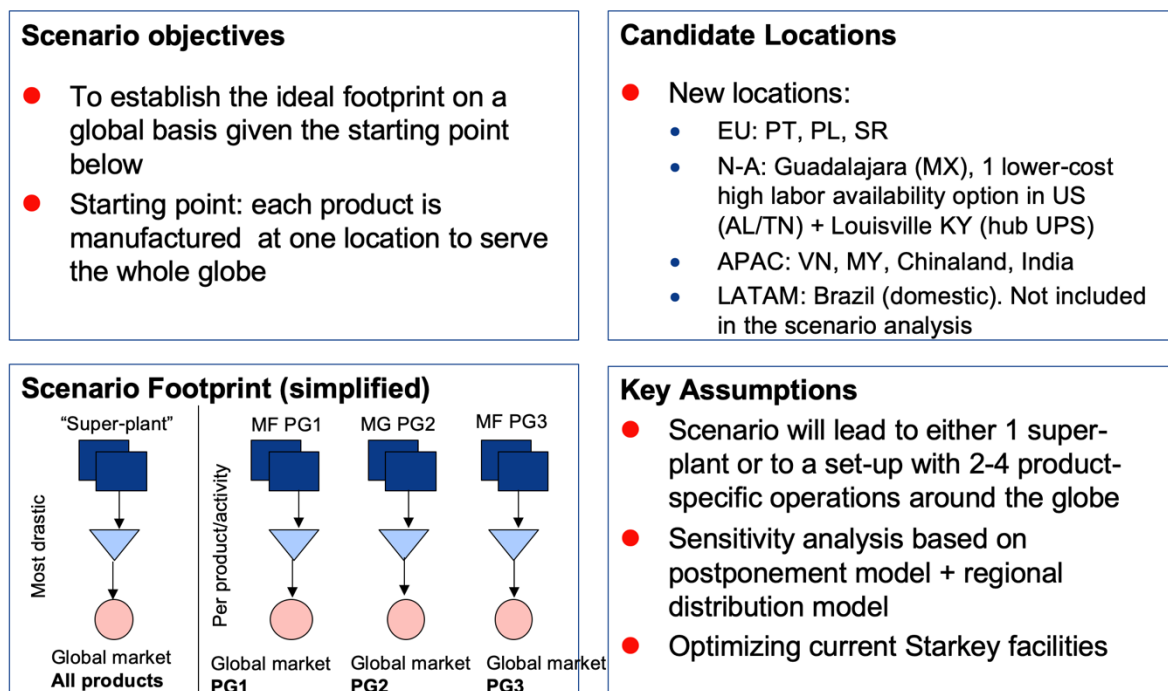 Scenario objectives
To establish the ideal footprint on a
global basis given the starting point
below
Starting point: each product is
manufactured at one location to serve
the whole globe
Candidate Locations
New locations:
EU: PT, PL, SR
N-A: Guadalajara (MX), 1 lower-cost
high labor availability option in US
(AL/TN) + Louisville KY (hub UPS)
APAC: VN, MY, Chinaland, India
LATAM: Brazil (domestic). Not included
in the scenario analysis
Scenario Footprint (simplified)
“Super-plant”
MF PG1
MG PG2
MF PG3
Most drastic
Per product/activity
Global market
All products
Global market
PG1
Global market
PG2
Global market
PG3
Key Assumptions
Scenario will lead to either 1 super-
plant or to a set-up with 2-4 product-
specific operations around the globe
Sensitivity analysis based on
postponement model + regional
distribution model
Optimizing current Starkey facilities